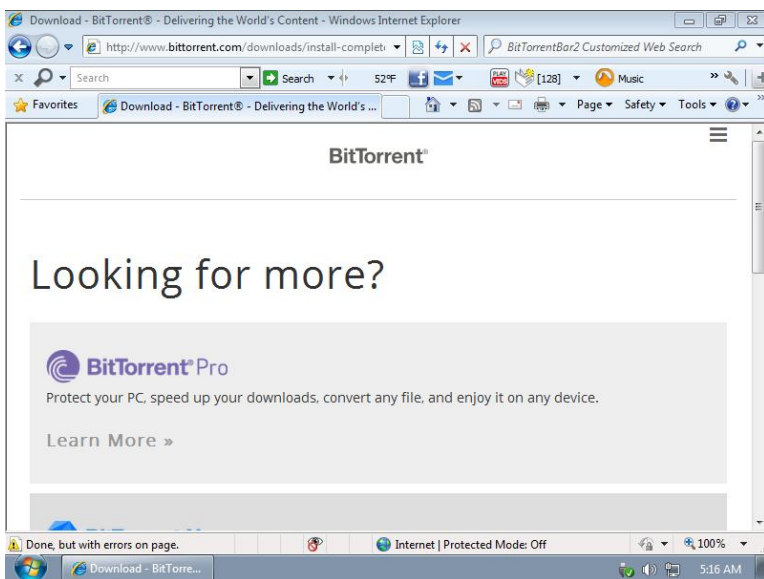 Download - BitTorrent® - Delivering the World's Content - Windows Internet Explorer
http://www.bittorrent.com/downloads/install-complet
BitTorrentBar2 Customized Web Search
x Search Search 52°F PLAY [128] Music »
Favorites Download - BitTorrent® - Delivering the World's ... Page Safety Tools »
BitTorrent®
Looking for more?
BitTorrent® Pro
Protect your PC, speed up your downloads, convert any file, and enjoy it on any device.
Learn More »
Done, but with errors on page. Internet | Protected Mode: Off 100%
Download - BitTorre... 5:16 AM